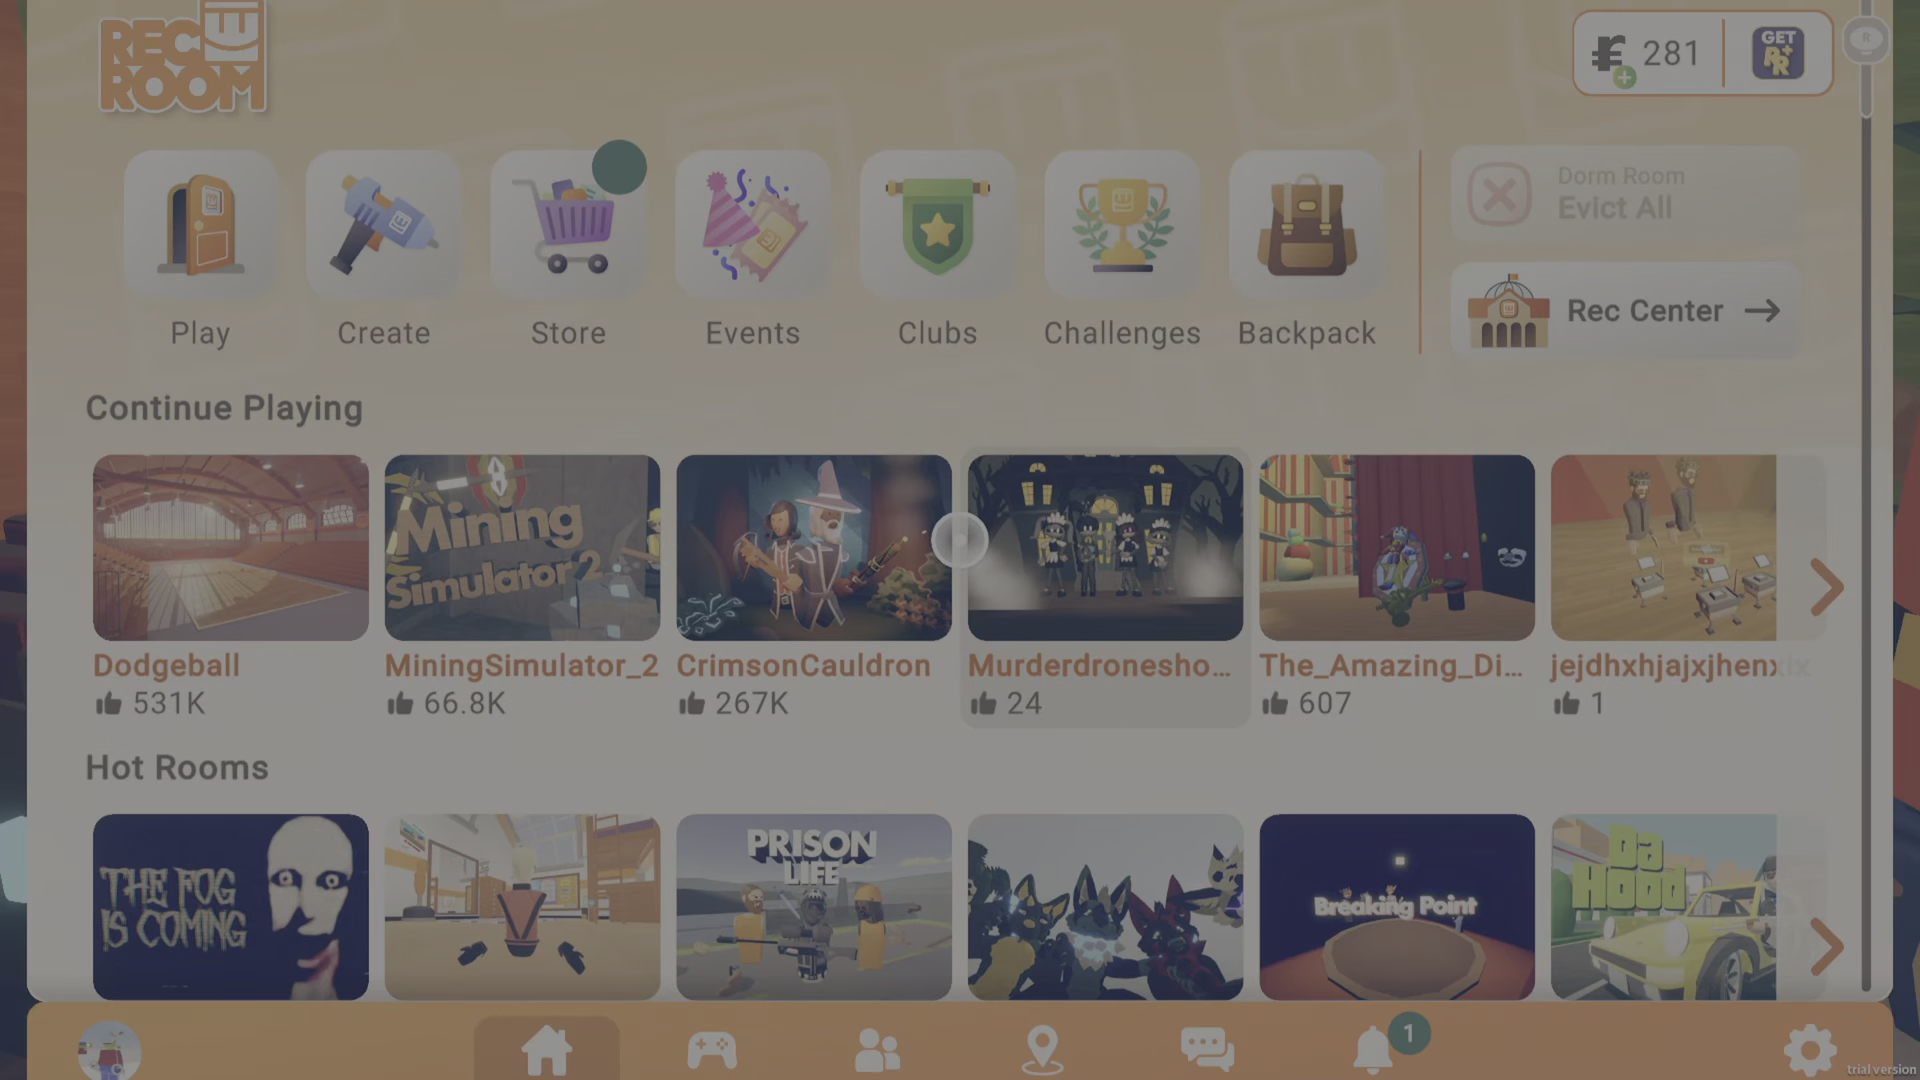 REC
ROOM
281
GET
R+
RR
R
Dorm Room
Evict All
Rec Center
Play
Create
Store
Events
Clubs
Challenges
Backpack
Continue Playing
Mining
Simulator 2
Dodgeball
MiningSimulator_2
CrimsonCauldron
Murderdronesho...
The_Amazing_Di...
jejdhxhjajxjhenxix
531K
66.8K
267K
24
607
1
Hot Rooms
THE FOG
IS COMING
PRISON
LIFE
Breaking Point
Da
Hood
1
trial version